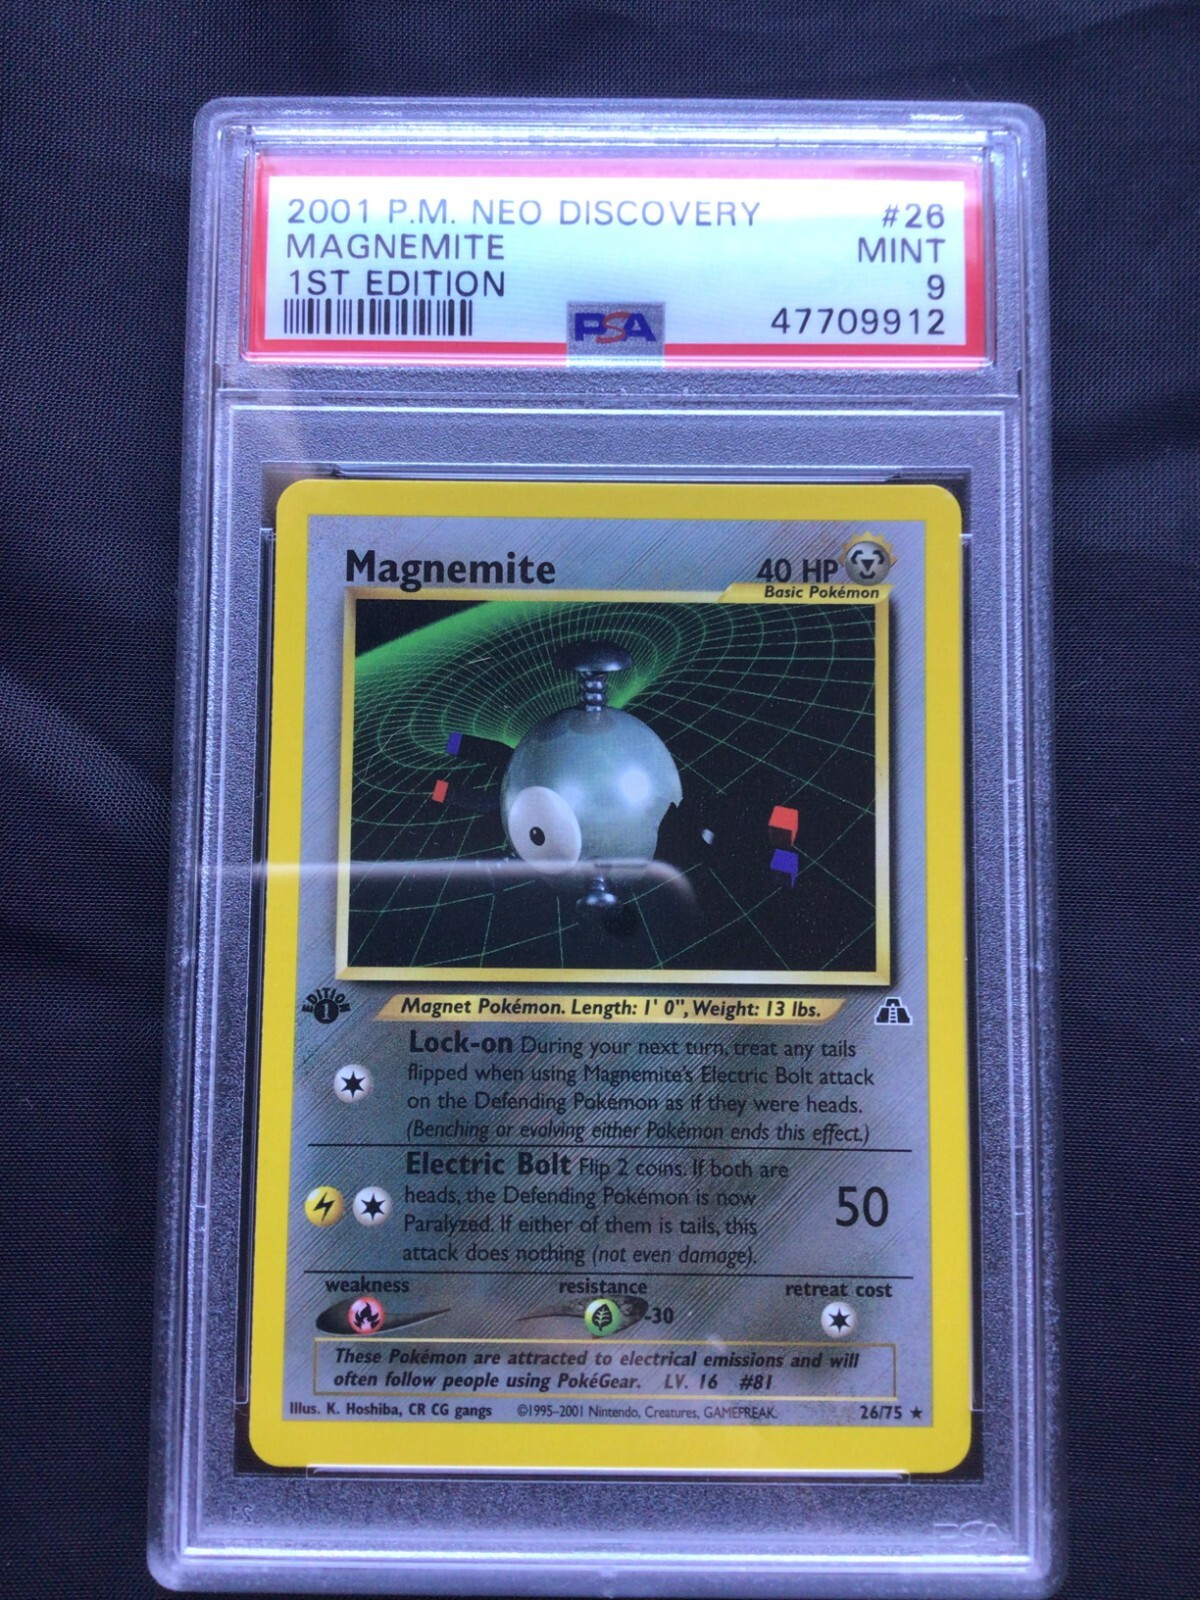 2001 P.M. NEO DISCOVERY #26
MAGNEMITE MINT
1ST EDITION 9
PSA 47709912
Magnemite 40 HP
Basic Pokémon
EDITION 1
Magnet Pokémon. Length: 1' 0", Weight: 13 lbs.
Lock-on During your next turn, treat any tails
flipped when using Magnemite's Electric Bolt attack
on the Defending Pokémon as if they were heads.
(Benching or evolving either Pokémon ends this effect.)
Electric Bolt Flip 2 coins. If both are
heads, the Defending Pokémon is now
Paralyzed. If either of them is tails, this
attack does nothing (not even damage).
50
weakness resistance retreat cost
-30
These Pokémon are attracted to electrical emissions and will
often follow people using PokéGear. LV. 16 #81
Illus. K. Hoshiba, CR CG gangs ©1995-2001 Nintendo, Creatures, GAMEFREAK. 26/75 ★
PSA